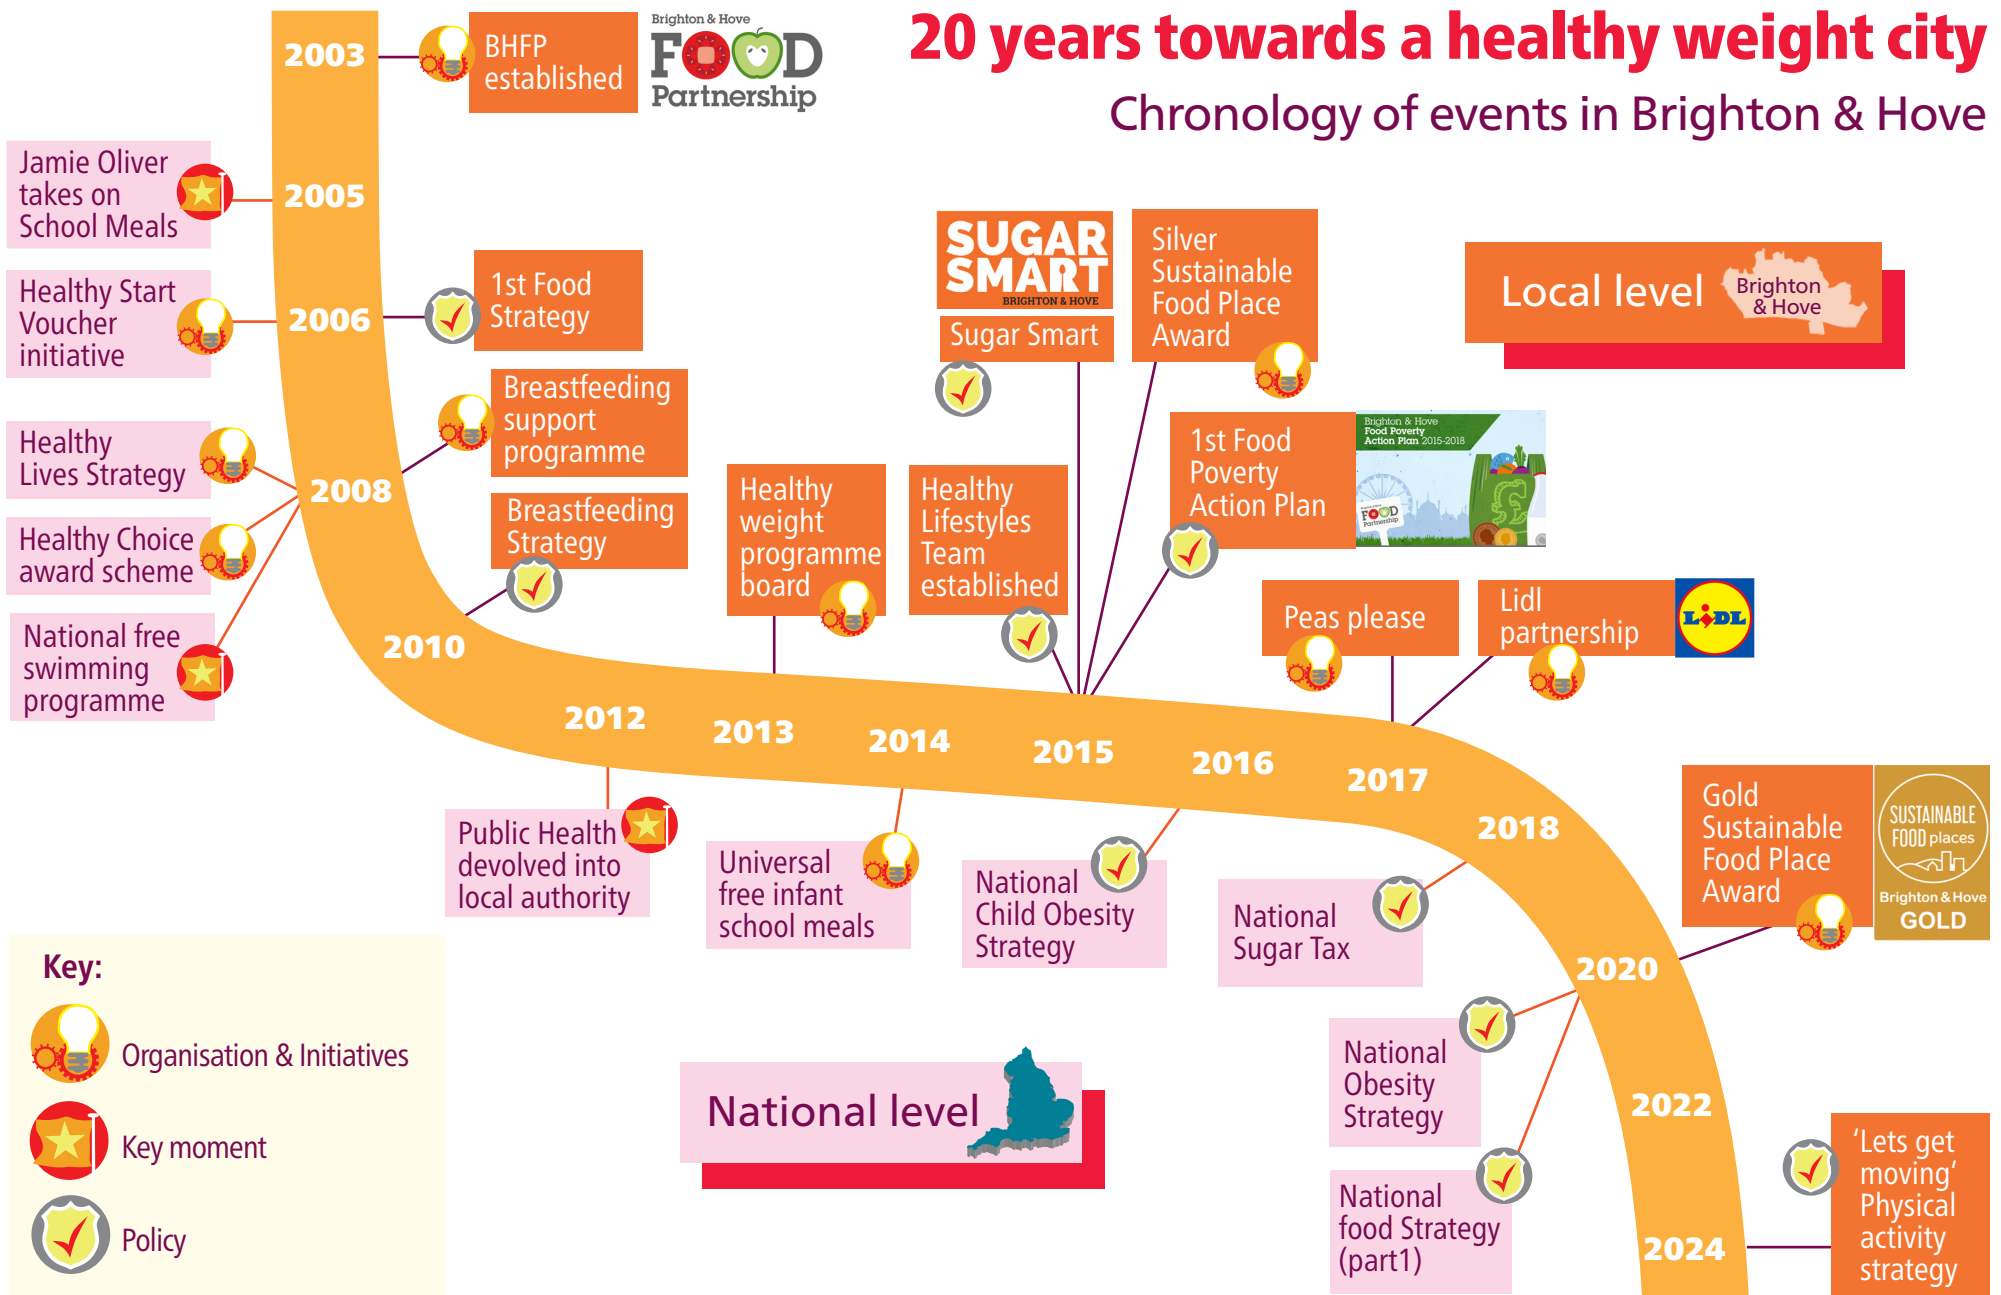 20 years towards a healthy weight city
Chronology of events in Brighton & Hove
2003
BHFP
established
Brighton & Hove
FOOD
Partnership
Jamie Oliver
takes on
School Meals
2005
Healthy Start
Voucher
initiative
2006
1st Food
Strategy
Healthy
Lives Strategy
Healthy Choice
award scheme
National free
swimming
programme
2008
Breastfeeding
support
programme
Breastfeeding
Strategy
2010
2012
Public Health
devolved into
local authority
Healthy
weight
programme
board
2013
2014
Universal
free infant
school meals
Healthy
Lifestyles
Team
established
SUGAR
SMART
BRIGHTON & HOVE
Sugar Smart
Silver
Sustainable
Food Place
Award
1st Food
Poverty
Action Plan
Brighton & Hove
Food Poverty
Action Plan 2015-2018
Brighton & Hove
FOOD
Partnership
2015
2016
National
Child Obesity
Strategy
Local level
Brighton
& Hove
Peas please
Lidl
partnership
LIDL
2017
2018
National
Sugar Tax
Gold
Sustainable
Food Place
Award
SUSTAINABLE
FOOD places
Brighton & Hove
GOLD
2020
National
Obesity
Strategy
National
food Strategy
(part1)
2022
2024
‘Lets get
moving’
Physical
activity
strategy
National level
Key:
Organisation & Initiatives
Key moment
Policy